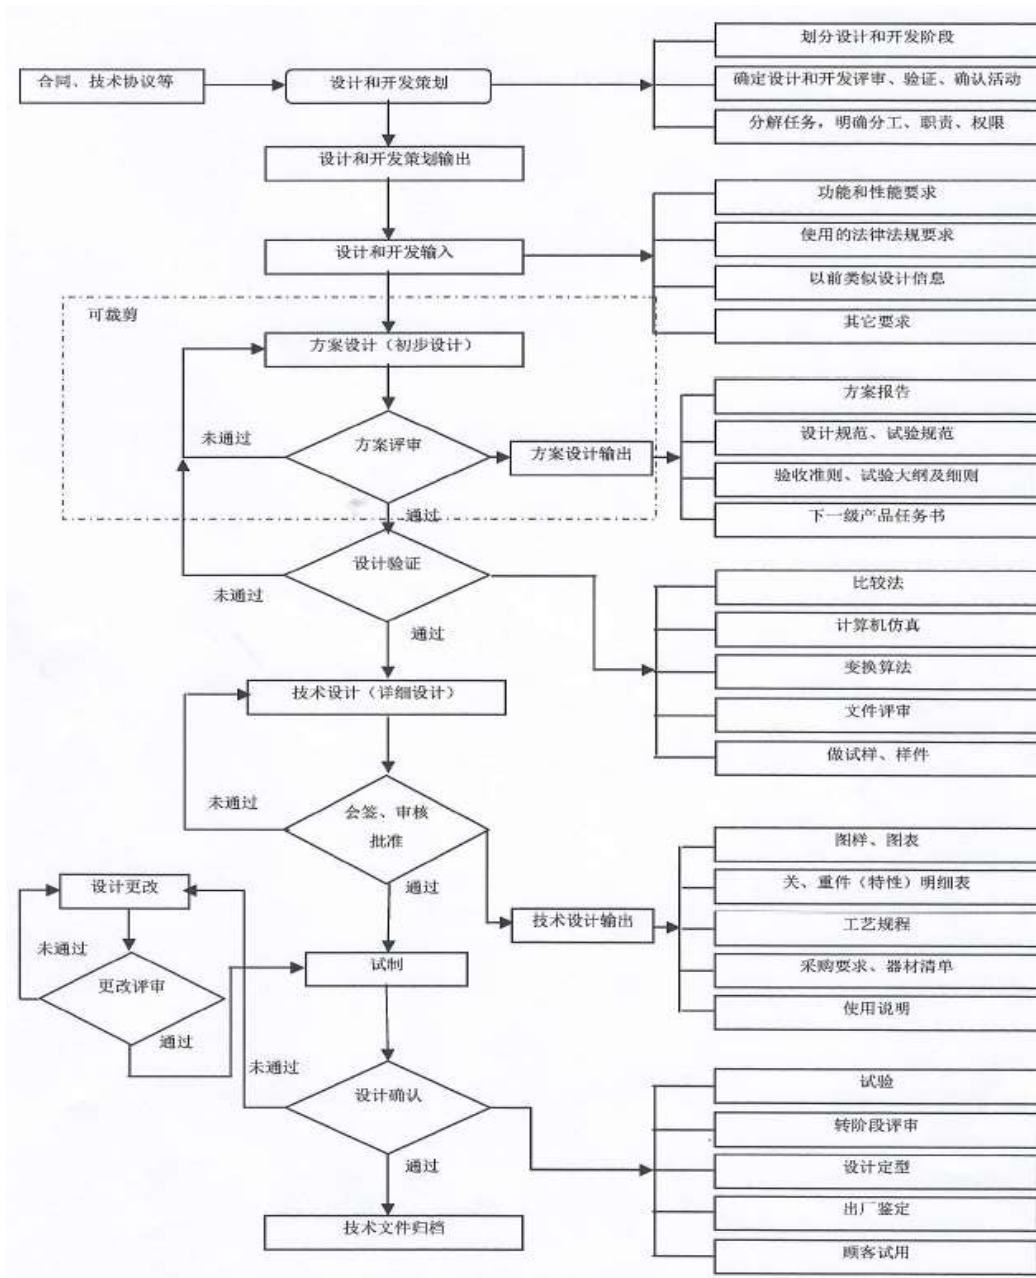 划分设计和开发阶段
合同、技术协议等
设计和开发策划
确定设计和开发评审、验证、确认活动
分解任务，明确分工、职责、权限
设计和开发策划输出
功能和性能要求
设计和开发输入
使用的法律法规要求
以前类似设计信息
其它要求
可裁剪
方案设计（初步设计）
方案报告
未通过
方案评审
方案设计输出
设计规范、试验规范
验收准则、试验大纲及细则
通过
下一级产品任务书
设计验证
未通过
比较法
通过
计算机仿真
变换算法
技术设计（详细设计）
文件评审
做试样、样件
未通过
会签、审核
批准
图样、图表
通过
设计更改
关、重件（特性）明细表
技术设计输出
工艺规程
未通过
试制
采购要求、器材清单
更改评审
使用说明
通过
未通过
设计确认
试验
转阶段评审
通过
设计定型
出厂鉴定
技术文件归档
顾客试用